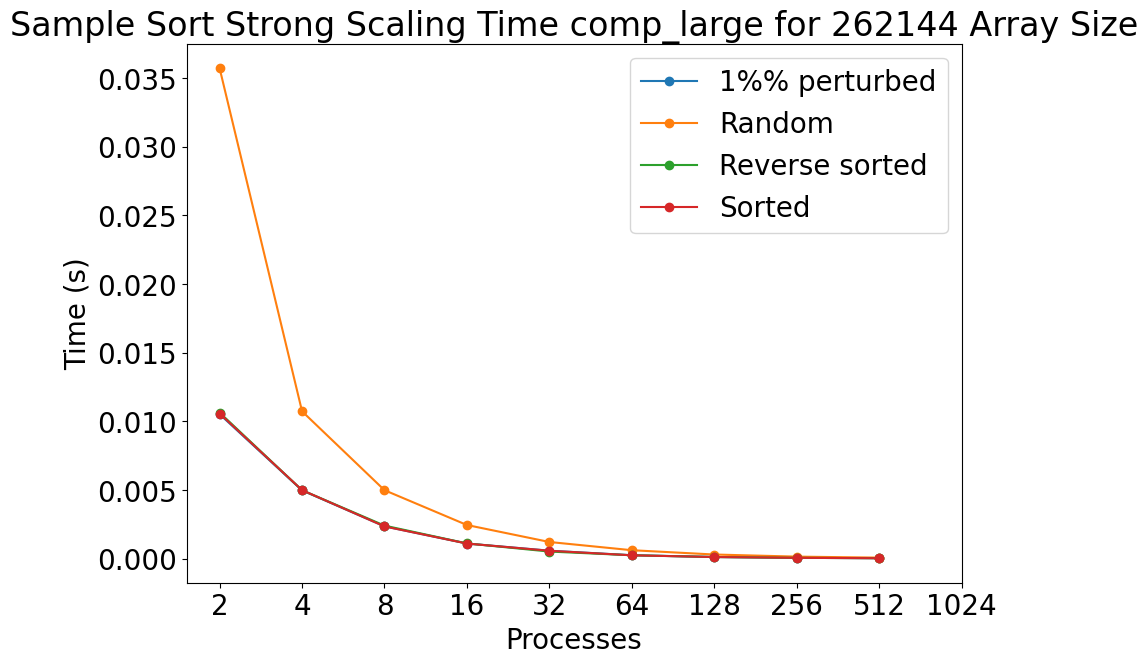 Sample Sort Strong Scaling Time comp_large for 262144 Array Size
1%% perturbed
Random
Reverse sorted
Sorted
Time (s)
0.035
0.030
0.025
0.020
0.015
0.010
0.005
0.000
2 4 8 16 32 64 128 256 512 1024
Processes